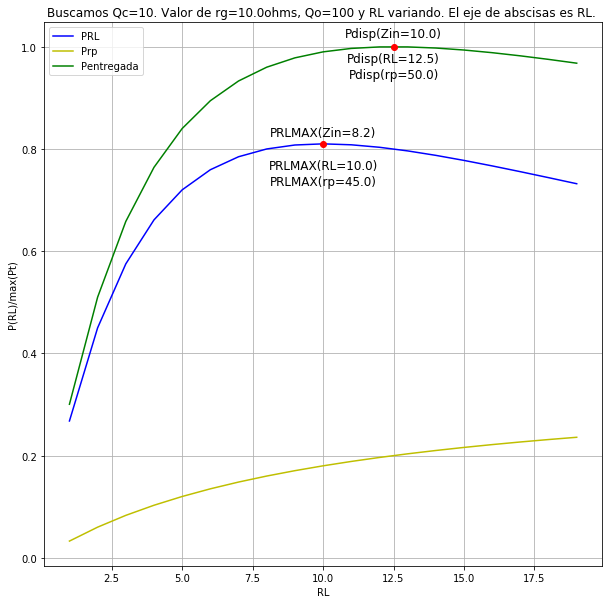 Buscamos Qc=10. Valor de rg=10.0ohms, Qo=100 y RL variando. El eje de abscisas es RL.
PRL
Prp
Pentregada
Pdisp(Zin=10.0)
Pdisp(RL=12.5)
Pdisp(rp=50.0)
PRLMAX(Zin=8.2)
PRLMAX(RL=10.0)
PRLMAX(rp=45.0)
P(RL)/max(Pt)
1.0
0.8
0.6
0.4
0.2
0.0
2.5 5.0 7.5 10.0 12.5 15.0 17.5
RL